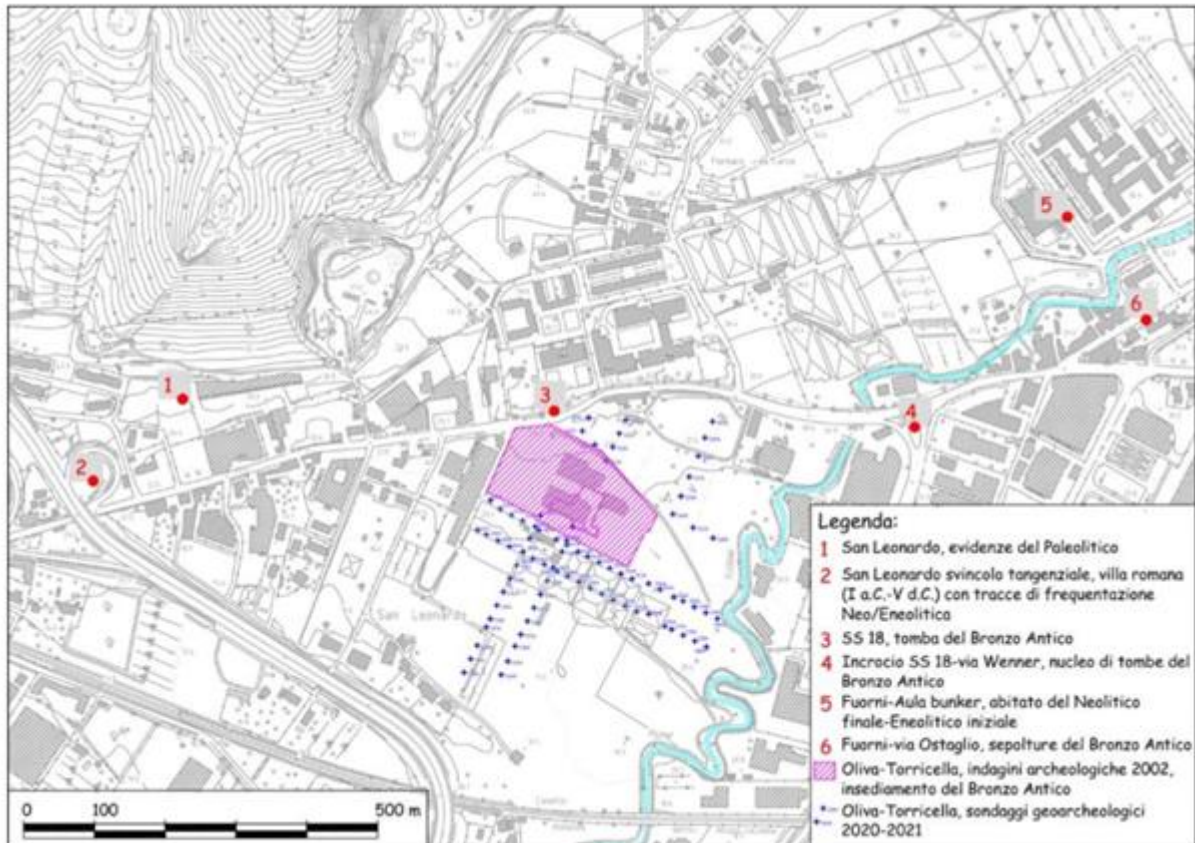 5
6
1
3
4
2
San Leonardo
Legenda:
1 San Leonardo, evidenze del Paleolitico
2 San Leonardo svincolo tangenziale, villa romana
(I a.C.-V d.C.) con tracce di frequentazione
Neo/Eneolitica
3 SS 18, tomba del Bronzo Antico
4 Incrocio SS 18-via Wenner, nucleo di tombe del
Bronzo Antico
5 Fuorni-Aula bunker, abitato del Neolitico
finale-Eneolitico iniziale
6 Fuorni-via Ostaglio, sepolture del Bronzo Antico
Oliva-Torricella, indagini archeologiche 2002,
insediamento del Bronzo Antico
Oliva-Torricella, sondaggi geoarcheologici
2020-2021
0 100 500 m